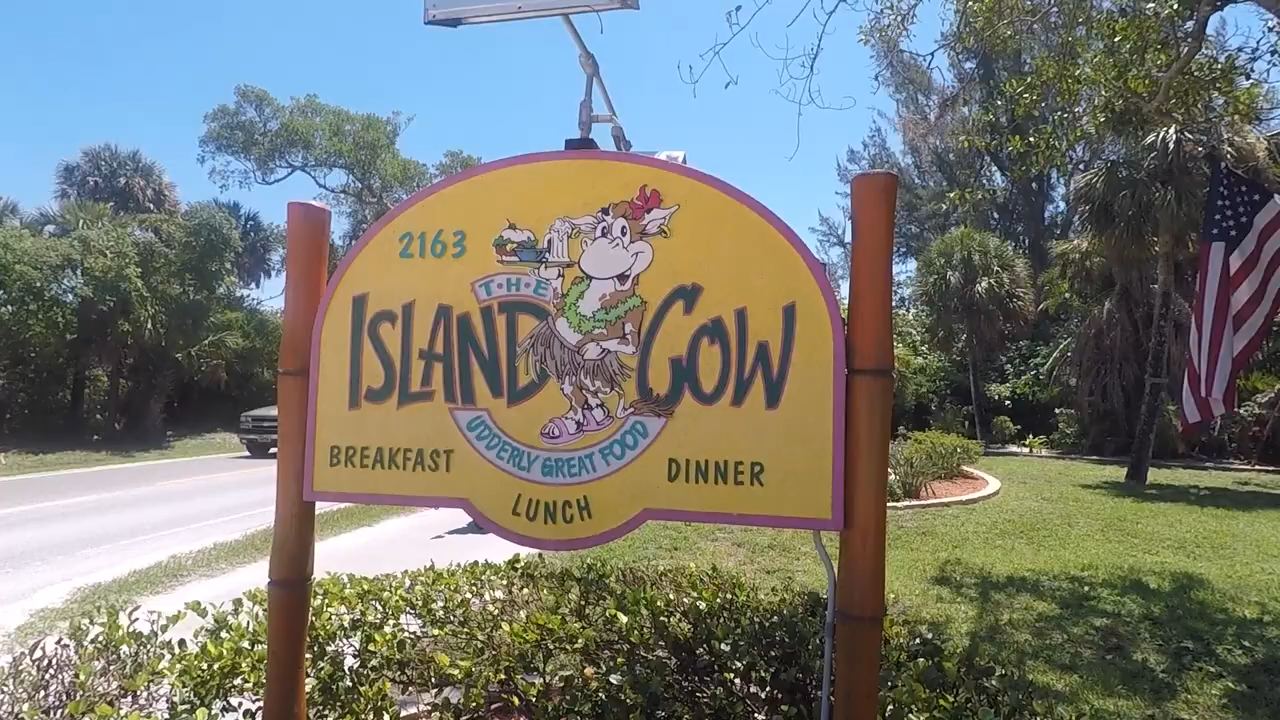 2163
T·H·E
ISLAND COW
UDDERLY GREAT FOOD
BREAKFAST
LUNCH
DINNER